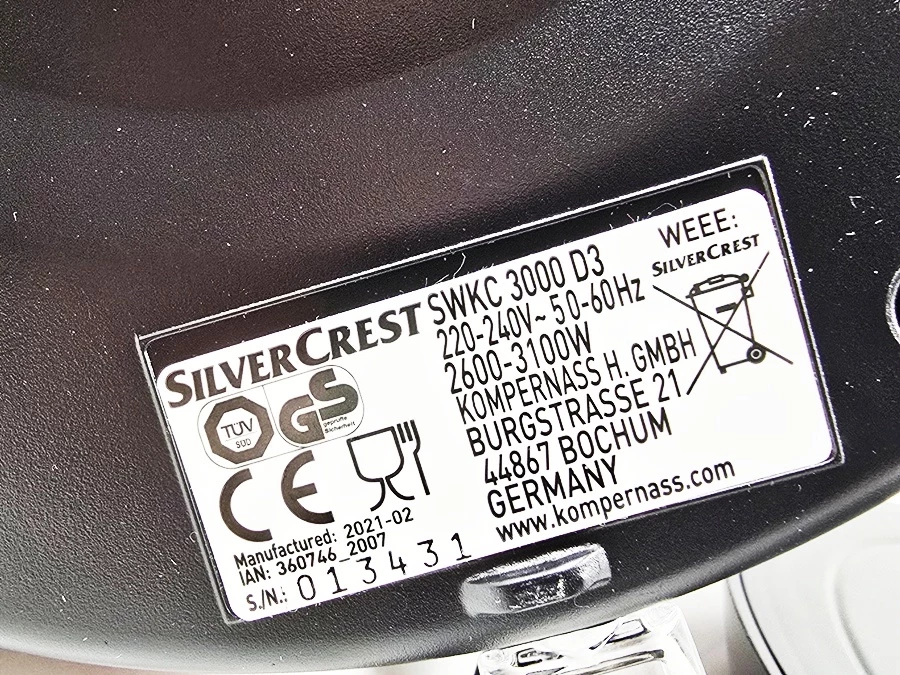 SILVERCREST
TÜV
SÜD
GS
geprüfte
Sicherheit
CE
Manufactured: 2021-02
IAN: 360746_2007
S./N.: 013431
SWKC 3000 D3
220-240V~ 50-60Hz
2600-3100W
KOMPERNASS H. GMBH
BURGSTRASSE 21
44867 BOCHUM
GERMANY
www.kompernass.com
WEEE:
SILVERCREST